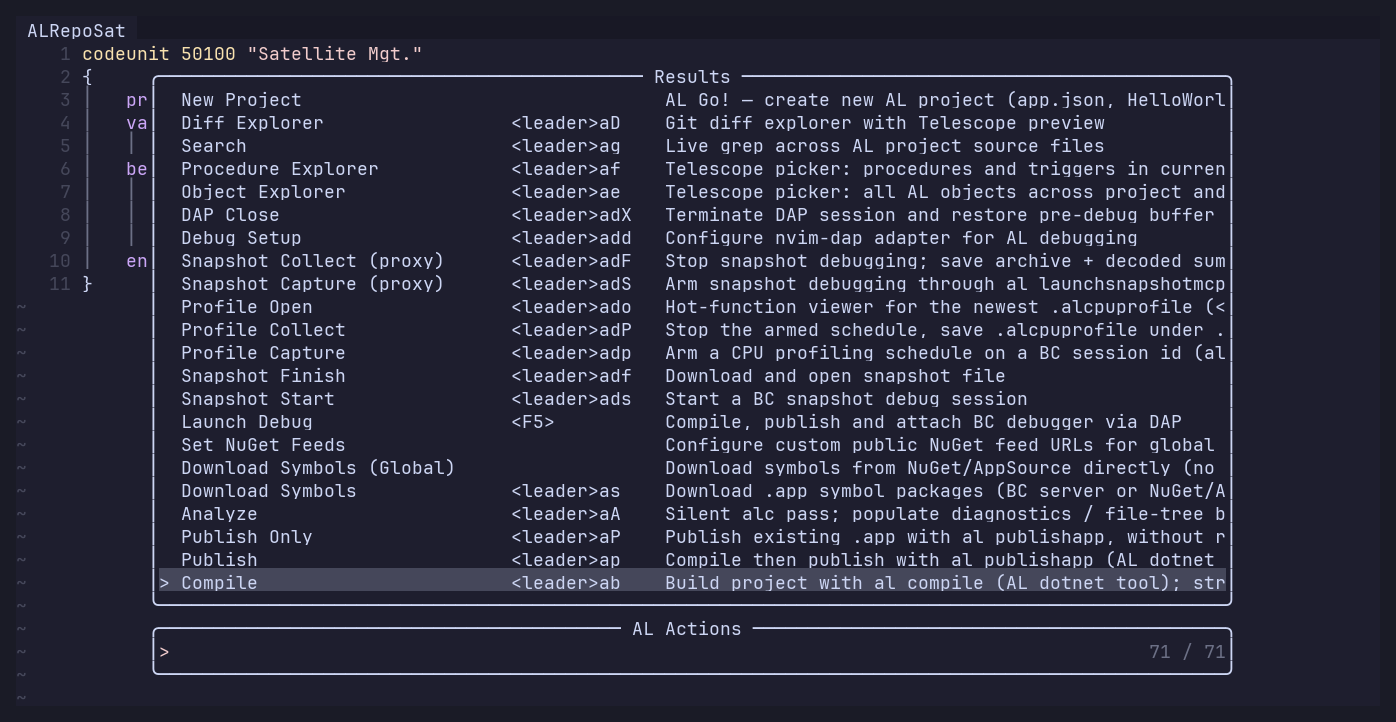 ALRepoSat
1 codeunit 50100 "Satellite Mgt."
2 {
Results
3 pr New Project AL Go! — create new AL project (app.json, HelloWorl
4 va Diff Explorer <leader>aD Git diff explorer with Telescope preview
5 Search <leader>ag Live grep across AL project source files
6 be Procedure Explorer <leader>af Telescope picker: procedures and triggers in curren
7 Object Explorer <leader>ae Telescope picker: all AL objects across project and
8 DAP Close <leader>adX Terminate DAP session and restore pre-debug buffer
9 Debug Setup <leader>add Configure nvim-dap adapter for AL debugging
10 en Snapshot Collect (proxy) <leader>adF Stop snapshot debugging; save archive + decoded sum
11 } Snapshot Capture (proxy) <leader>adS Arm snapshot debugging through al launchsnapshotmcp
~ Profile Open <leader>ado Hot-function viewer for the newest .alcpuprofile (<
~ Profile Collect <leader>adP Stop the armed schedule, save .alcpuprofile under .
~ Profile Capture <leader>adp Arm a CPU profiling schedule on a BC session id (al
~ Snapshot Finish <leader>adf Download and open snapshot file
~ Snapshot Start <leader>ads Start a BC snapshot debug session
~ Launch Debug <F5> Compile, publish and attach BC debugger via DAP
~ Set NuGet Feeds Configure custom public NuGet feed URLs for global
~ Download Symbols (Global) Download symbols from NuGet/AppSource directly (no
~ Download Symbols <leader>as Download .app symbol packages (BC server or NuGet/A
~ Analyze <leader>aA Silent alc pass; populate diagnostics / file-tree b
~ Publish Only <leader>aP Publish existing .app with al publishapp, without r
~ Publish <leader>ap Compile then publish with al publishapp (AL dotnet
~ > Compile <leader>ab Build project with al compile (AL dotnet tool); str
~
~ AL Actions
~ > 71 / 71
~
~